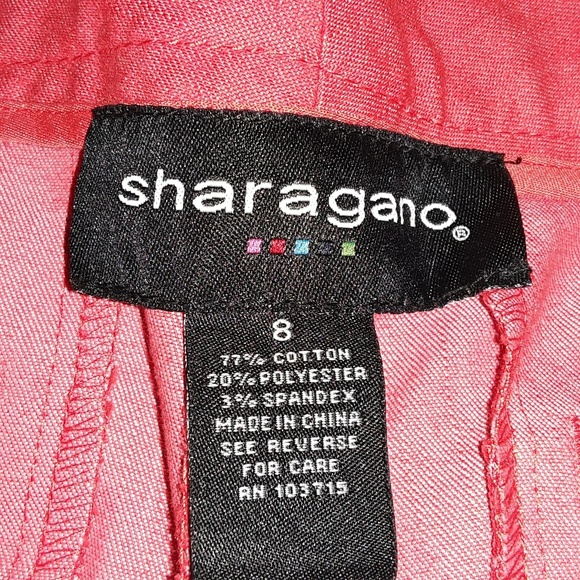 sharagano®
8
77% COTTON
20% POLYESTER
3% SPANDEX
MADE IN CHINA
SEE REVERSE
FOR CARE
RN 103715